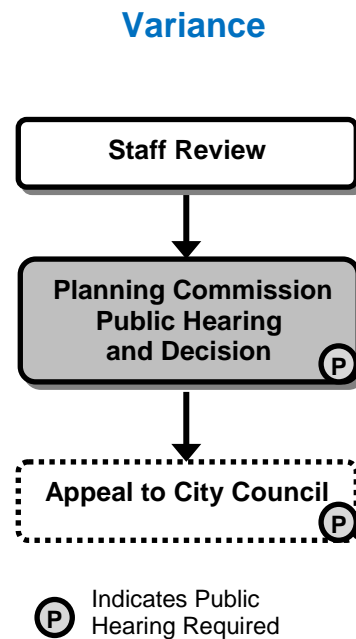 Variance
Staff Review
Planning Commission
Public Hearing
and Decision
P
Appeal to City Council
P
P
Indicates Public
Hearing Required